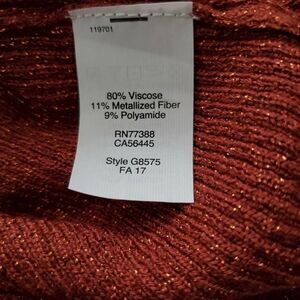 119701
80% Viscose
11% Metallized Fiber
9% Polyamide
RN77388
CA56445
Style G8575
FA 17